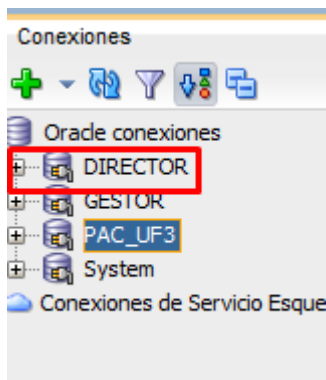 Conexiones
Oracle conexiones
DIRECTOR
GESTOR
PAC_UF3
System
Conexiones de Servicio Esque